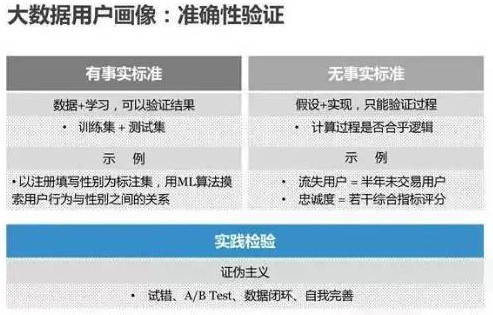 大数据用户画像：准确性验证
有事实标准
数据+学习，可以验证结果
• 训练集 + 测试集
示 例
• 以注册填写性别为标注集，用ML算法摸
索用户行为与性别之间的关系
无事实标准
假设+实现，只能验证过程
• 计算过程是否合乎逻辑
示 例
• 流失用户 = 半年未交易用户
• 忠诚度 = 若干综合指标评分
实践检验
证伪主义
• 试错、A/B Test、数据闭环、自我完善